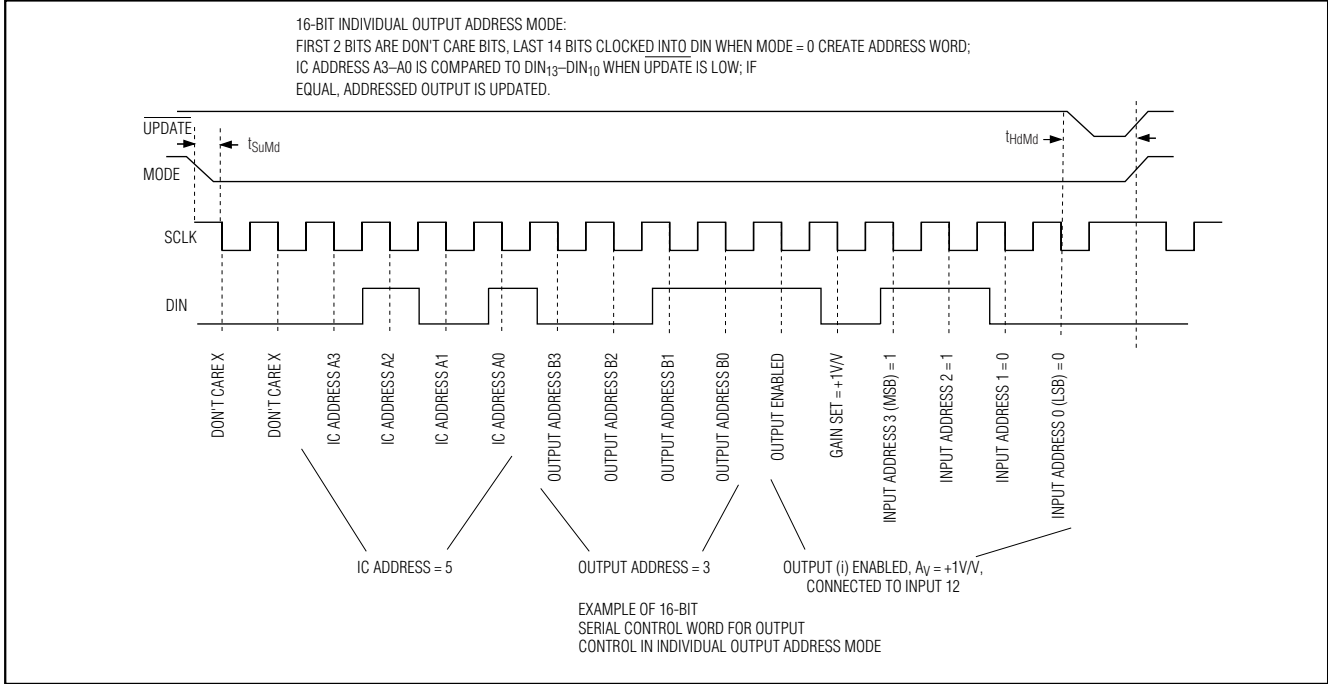 16-BIT INDIVIDUAL OUTPUT ADDRESS MODE:
FIRST 2 BITS ARE DON'T CARE BITS, LAST 14 BITS CLOCKED INTO DIN WHEN MODE = 0 CREATE ADDRESS WORD;
IC ADDRESS A3–A0 IS COMPARED TO DIN13–DIN10 WHEN UPDATE IS LOW; IF
EQUAL, ADDRESSED OUTPUT IS UPDATED.
UPDATE
tSuMd
tHdMd
MODE
SCLK
DIN
DON'T CARE X
DON'T CARE X
IC ADDRESS A3
IC ADDRESS A2
IC ADDRESS A1
IC ADDRESS A0
OUTPUT ADDRESS B3
OUTPUT ADDRESS B2
OUTPUT ADDRESS B1
OUTPUT ADDRESS B0
OUTPUT ENABLED
GAIN SET = +1V/V
INPUT ADDRESS 3 (MSB) = 1
INPUT ADDRESS 2 = 1
INPUT ADDRESS 1 = 0
INPUT ADDRESS 0 (LSB) = 0
IC ADDRESS = 5
OUTPUT ADDRESS = 3
OUTPUT (i) ENABLED, AV = +1V/V,
CONNECTED TO INPUT 12
EXAMPLE OF 16-BIT
SERIAL CONTROL WORD FOR OUTPUT
CONTROL IN INDIVIDUAL OUTPUT ADDRESS MODE